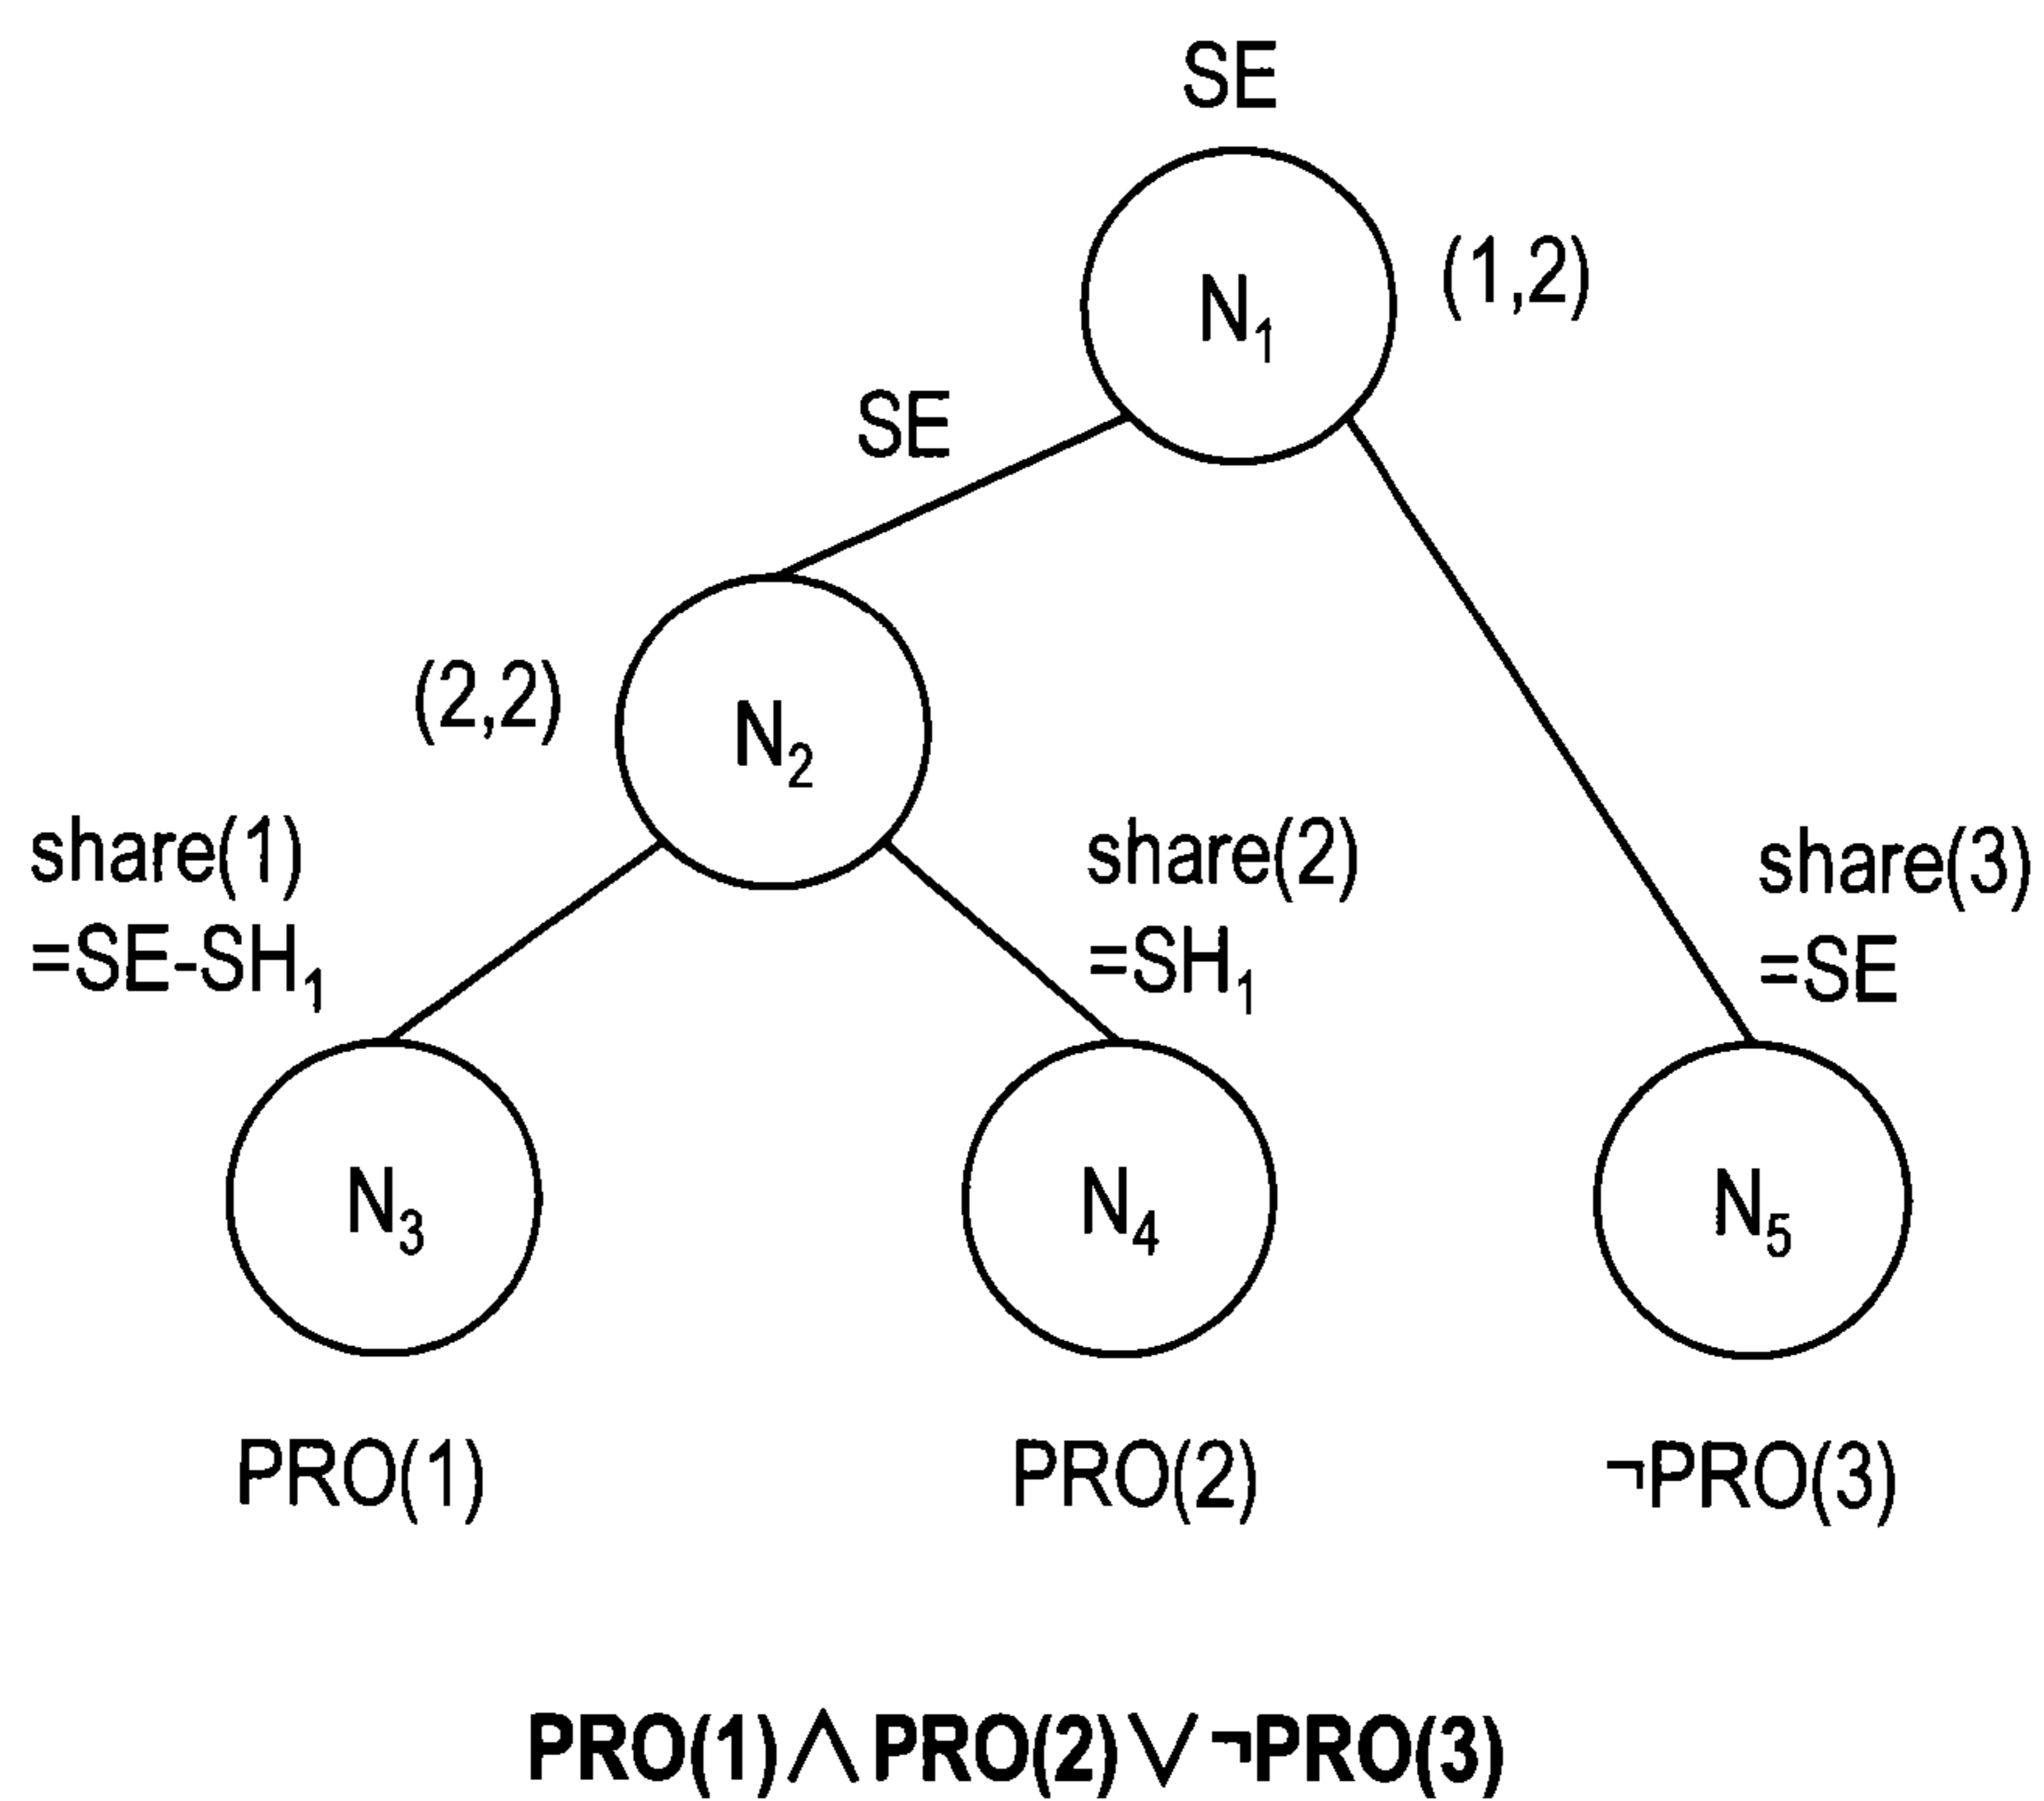 SE
N₁
(1,2)
SE
(2,2)
N₂
share(1)
=SE-SH₁
share(2)
=SH₁
share(3)
=SE
N₃
N₄
N₅
PRO(1)
PRO(2)
¬PRO(3)
PRO(1)∧PRO(2)∨¬PRO(3)